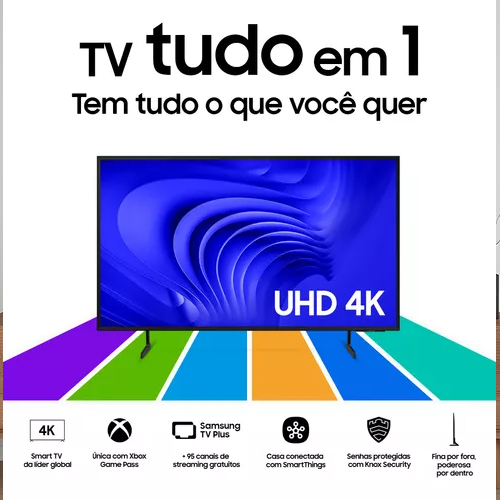 TV tudo em 1
Tem tudo o que você quer
UHD 4K
4K
Smart TV
da líder global
Única com Xbox
Game Pass
Samsung
TV Plus
+ 95 canais de
streaming gratuitos
Casa conectada
com SmartThings
Senhas protegidas
com Knox Security
Fina por fora,
poderosa
por dentro